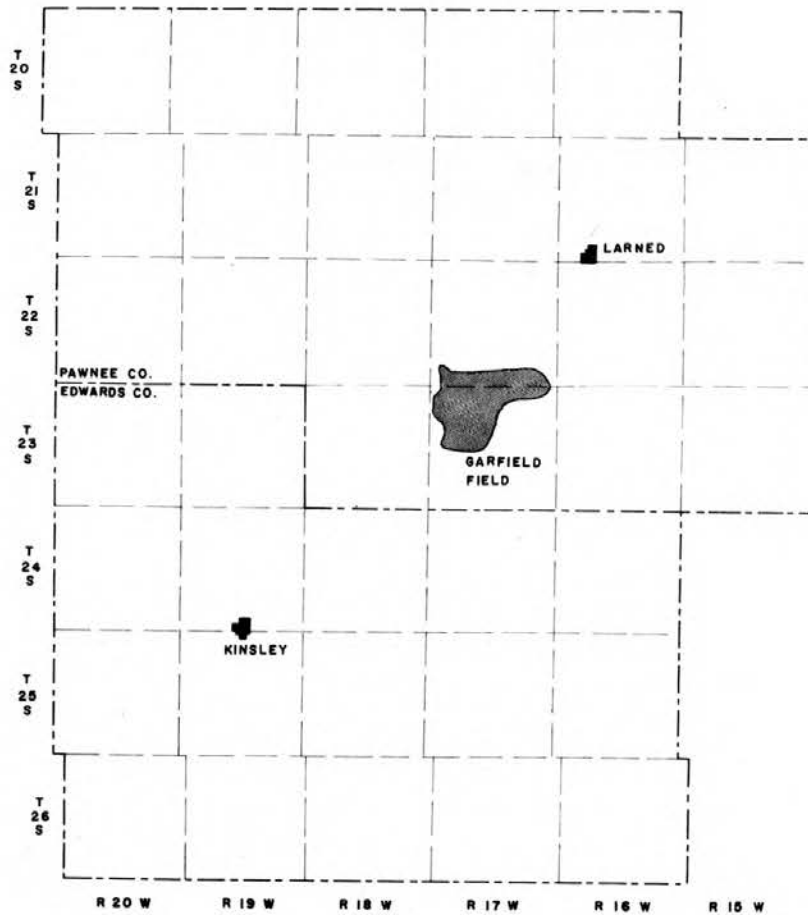 T
20
S
T
21
S
LARNED
T
22
S
PAWNEE CO.
EDWARDS CO.
T
23
S
GARFIELD
FIELD
T
24
S
KINSLEY
T
25
S
T
26
S
R 20 W R 19 W R 18 W R 17 W R 16 W R 15 W